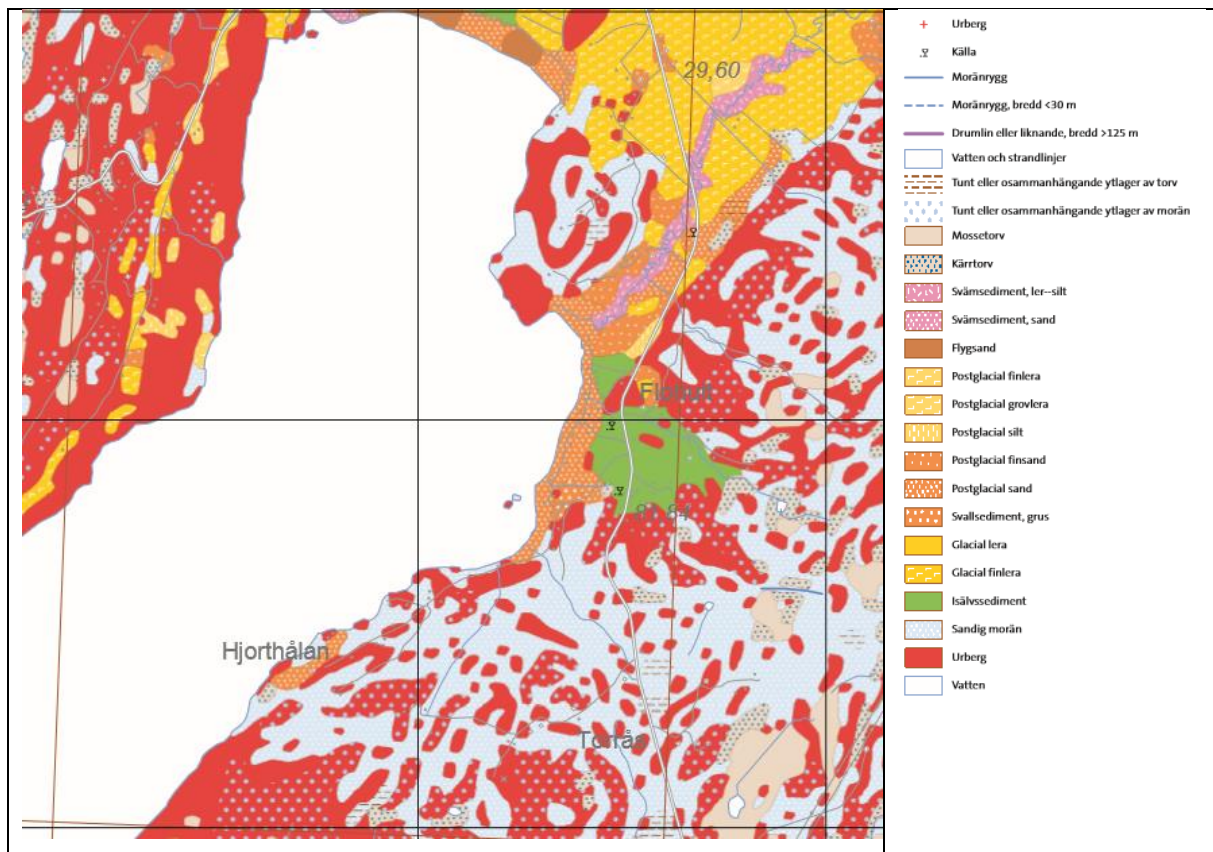 29,60
Hjorthålan
Torrås
Urberg
Källa
Moränrygg
Moränrygg, bredd <30 m
Drumlin eller liknande, bredd >125 m
Vatten och strandlinjer
Tunt eller osammanhängande ytlager av torv
Tunt eller osammanhängande ytlager av morän
Mossetorv
Kärrtorv
Svämsediment, ler--silt
Svämsediment, sand
Flygsand
Postglacial finlera
Postglacial grovlera
Postglacial silt
Postglacial finsand
Postglacial sand
Svallsediment, grus
Glacial lera
Glacial finlera
Isälvssediment
Sandig morän
Urberg
Vatten